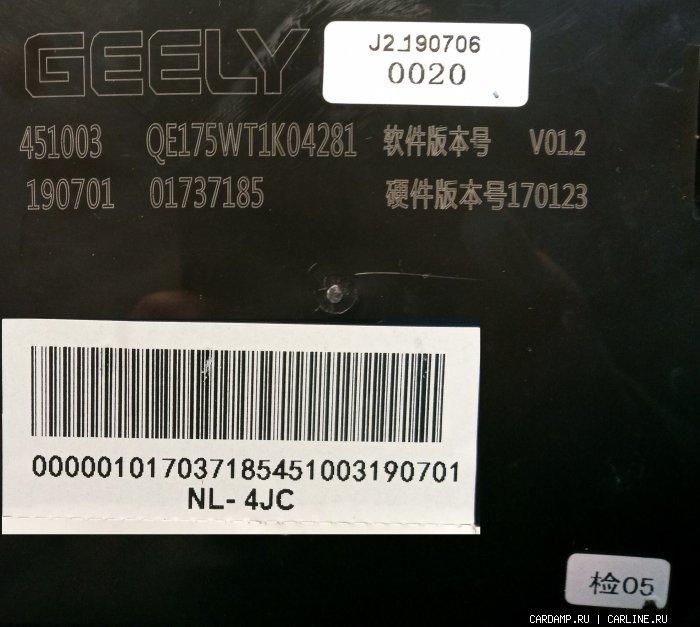 GEELY
J2_190706
0020
451003 QE175WT1K04281 软件版本号 V01.2
190701 01737185 硬件版本号170123
000001017037185451003190701
NL- 4JC
检05
CARDAMP.RU | CARLINE.RU